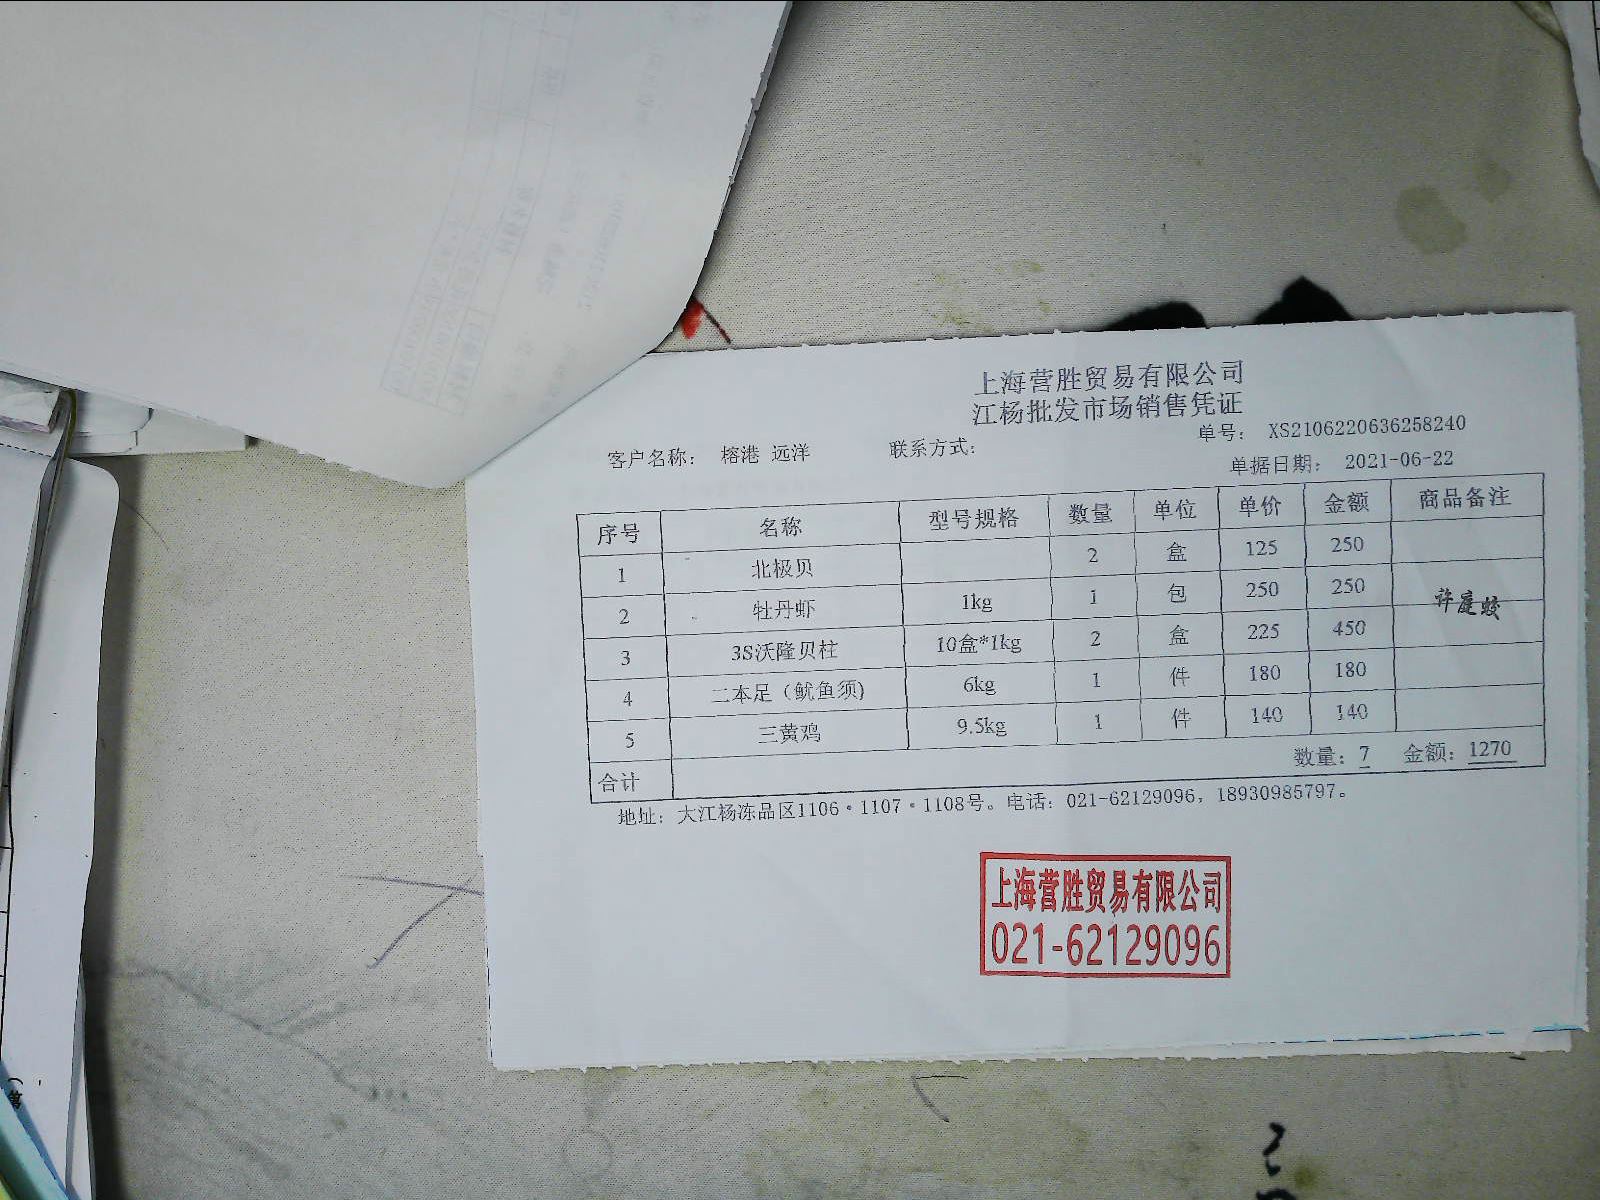 上海营胜贸易有限公司
江杨批发市场销售凭证
单号： XS2106220636258240
客户名称： 榕港 远洋 联系方式：
单据日期： 2021-06-22
序号 名称 型号规格 数量 单位 单价 金额 商品备注
1 北极贝 2 盒 125 250
2 牡丹虾 1kg 1 包 250 250
许庭蛟
3 3S沃隆贝柱 10盒*1kg 2 盒 225 450
4 二本足（鱿鱼须) 6kg 1 件 180 180
5 三黄鸡 9.5kg 1 件 140 140
合计 数量：7 金额：1270
地址：大江杨冻品区1106·1107·1108号。电话：021-62129096，18930985797。
上海营胜贸易有限公司
021-62129096